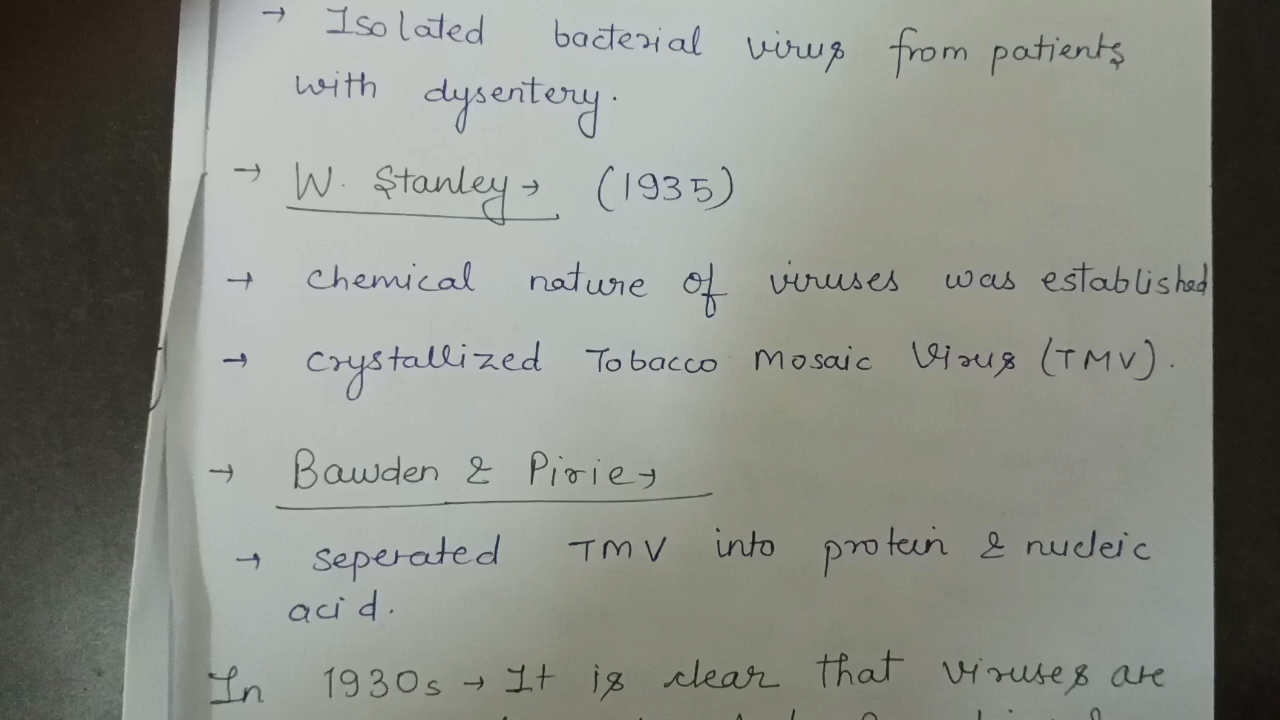 → Isolated bacterial virus from patients
with dysentery.
→ W. Stanley → (1935)
→ chemical nature of viruses was established
→ crystallized Tobacco Mosaic Virus (TMV).
→ Bawden & Pirie →
→ seperated TMV into protein & nucleic
acid.
In 1930s → It is clear that viruses are